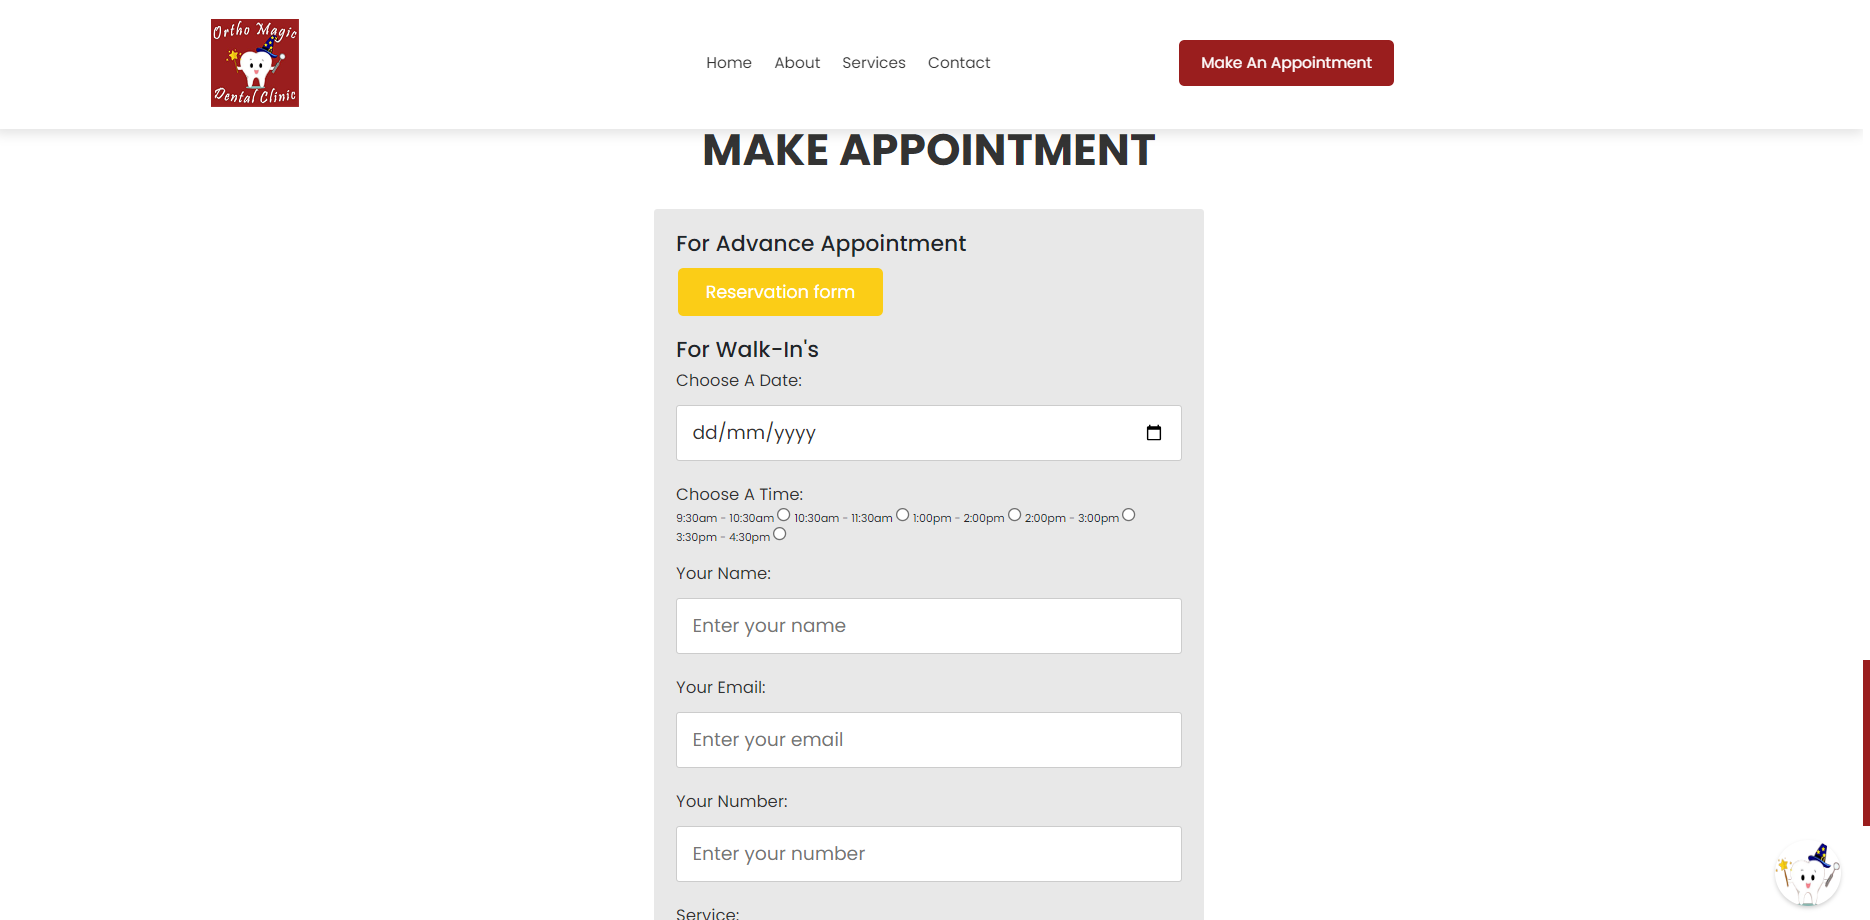 Ortho Magic
Dental Clinic
Home About Services Contact
Make An Appointment
MAKE APPOINTMENT
For Advance Appointment
Reservation form
For Walk-In's
Choose A Date:
dd/mm/yyyy
Choose A Time:
9:30am - 10:30am 10:30am - 11:30am 1:00pm - 2:00pm 2:00pm - 3:00pm
3:30pm - 4:30pm
Your Name:
Enter your name
Your Email:
Enter your email
Your Number:
Enter your number
Service: